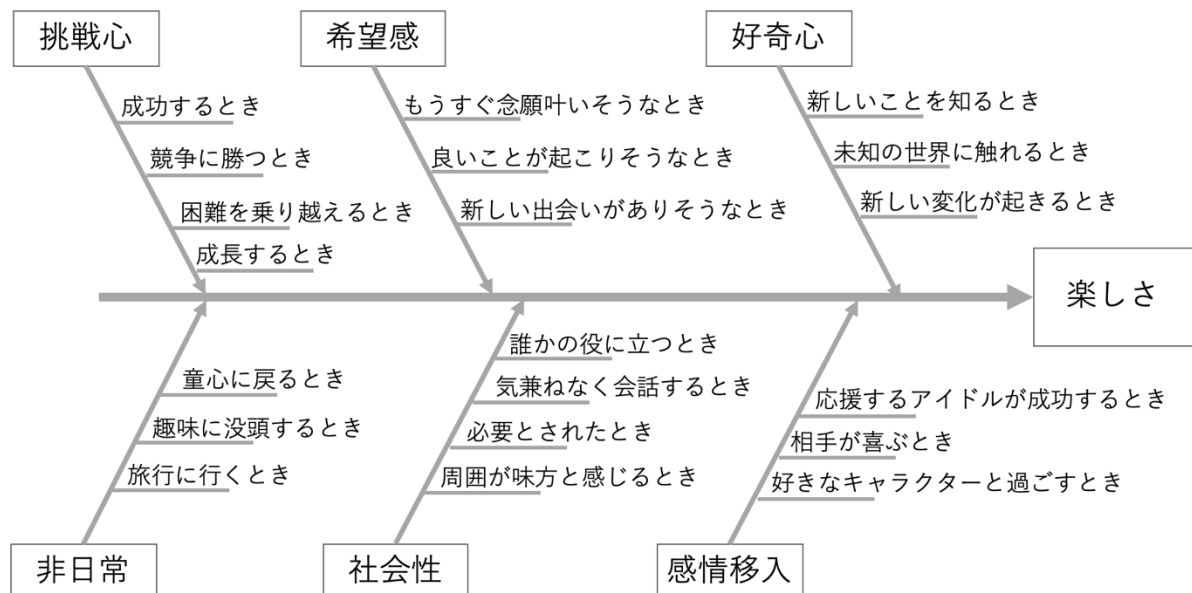 挑戦心
成功するとき
競争に勝つとき
困難を乗り越えるとき
成長するとき
希望感
もうすぐ念願叶いそうなとき
良いことが起こりそうなとき
新しい出会いがありそうなとき
好奇心
新しいことを知るとき
未知の世界に触れるとき
新しい変化が起きるとき
楽しさ
童心に戻るとき
趣味に没頭するとき
旅行に行くとき
非日常
誰かの役に立つとき
気兼ねなく会話するとき
必要とされたとき
周囲が味方と感じるとき
社会性
応援するアイドルが成功するとき
相手が喜ぶとき
好きなキャラクターと過ごすとき
感情移入